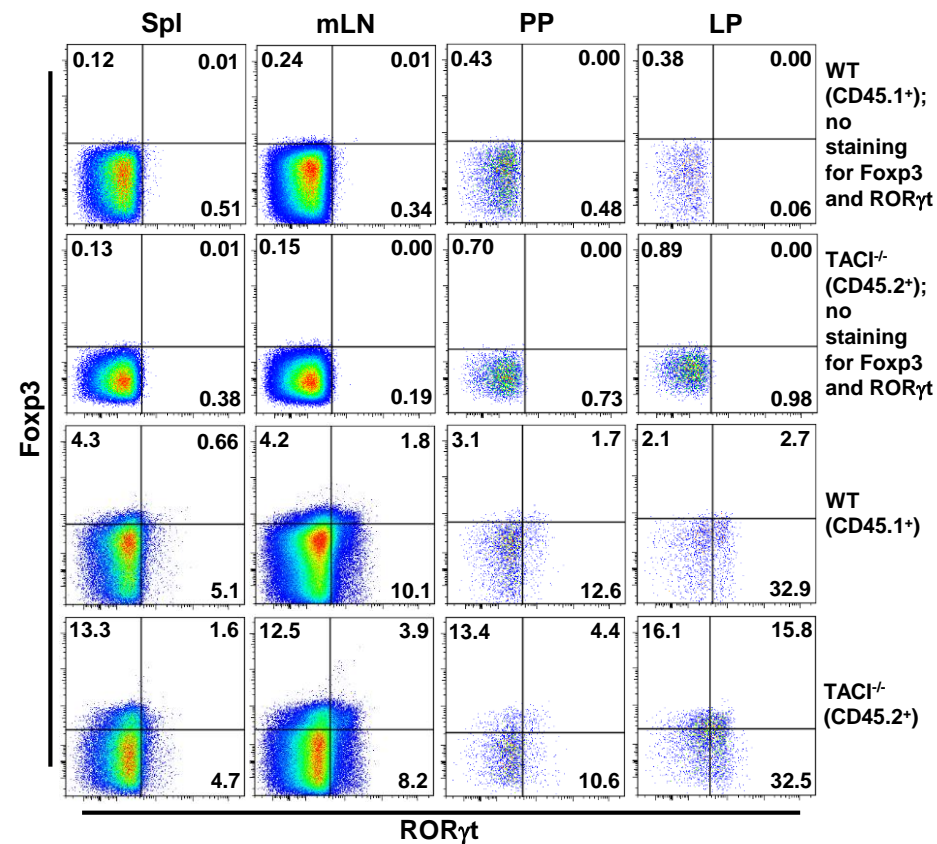 Spl mLN PP LP
0.12 0.01 0.24 0.01 0.43 0.00 0.38 0.00
0.51 0.34 0.48 0.06
WT
(CD45.1⁺);
no
staining
for Foxp3
and RORγt
0.13 0.01 0.15 0.00 0.70 0.00 0.89 0.00
0.38 0.19 0.73 0.98
TACI⁻/⁻
(CD45.2⁺);
no
staining
for Foxp3
and RORγt
4.3 0.66 4.2 1.8 3.1 1.7 2.1 2.7
5.1 10.1 12.6 32.9
WT
(CD45.1⁺)
13.3 1.6 12.5 3.9 13.4 4.4 16.1 15.8
4.7 8.2 10.6 32.5
TACI⁻/⁻
(CD45.2⁺)
Foxp3
RORγt